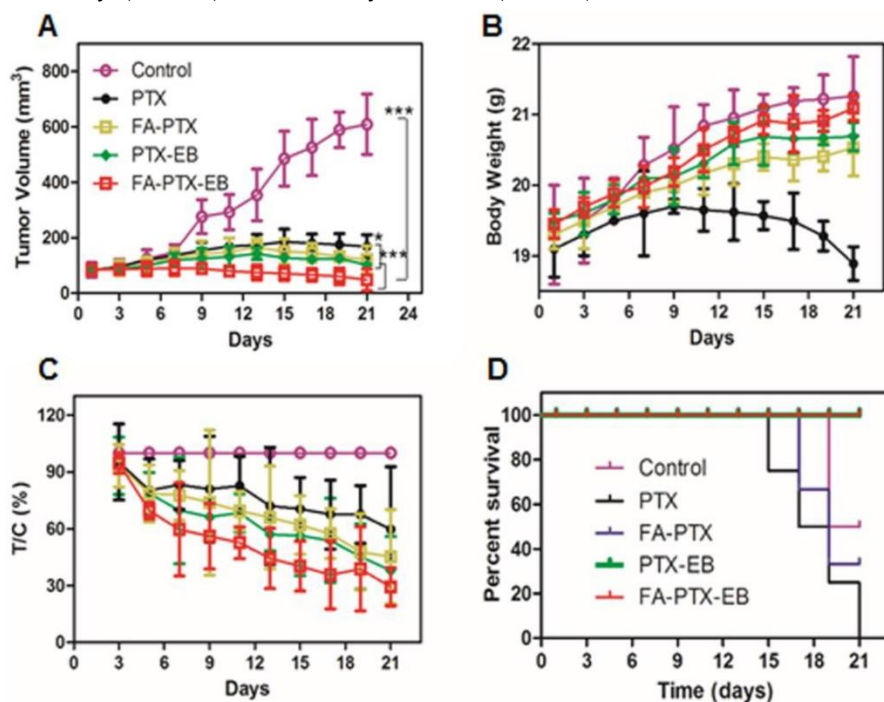 A
Tumor Volume (mm³)
800
600
400
200
0
Control
PTX
FA-PTX
PTX-EB
FA-PTX-EB
***
*
***
0 3 6 9 12 15 18 21 24
Days
B
Body Weight (g)
22
21
20
19
0 3 6 9 12 15 18 21
Days
C
T/C (%)
120
90
60
30
0
0 3 6 9 12 15 18 21
Days
D
Percent survival
100
80
60
40
20
0
Control
PTX
FA-PTX
PTX-EB
FA-PTX-EB
0 3 6 9 12 15 18 21
Time (days)